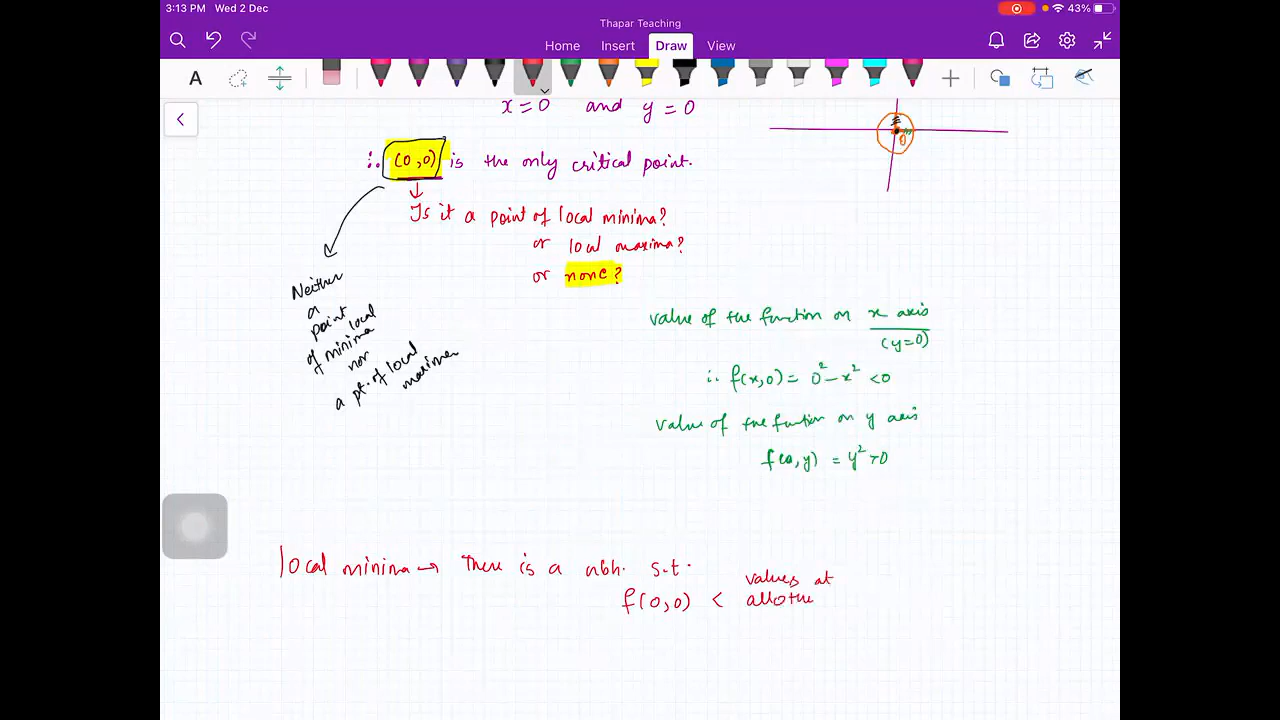 3:13 PM Wed 2 Dec
43%
Thapar Teaching
Home Insert Draw View
A
x=0 and y=0
0
∴ (0,0) is the only critical point.
Is it a point of local minima?
or local maxima?
or none?
Neither
a
point
of local
minima
nor
a pt. of local
maxima
value of the function on x axis
(y=0)
∴ f(x,0) = 0² - x² <0
value of the function on y axis
f(0,y) = y² >0
local minima → there is a nbh. s.t.
f(0,0) < values at
all othe